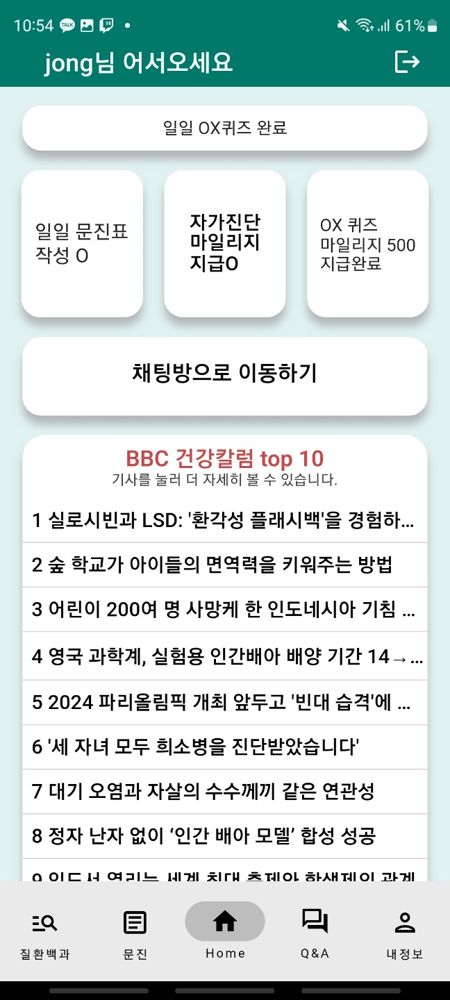 10:54 TALK 61%
jong님 어서오세요
일일 OX퀴즈 완료
일일 문진표
작성 O
자가진단
마일리지
지급O
OX 퀴즈
마일리지 500
지급완료
채팅방으로 이동하기
BBC 건강칼럼 top 10
기사를 눌러 더 자세히 볼 수 있습니다.
1 실로시빈과 LSD: '환각성 플래시백'을 경험하...
2 숲 학교가 아이들의 면역력을 키워주는 방법
3 어린이 200여 명 사망케 한 인도네시아 기침 ...
4 영국 과학계, 실험용 인간배아 배양 기간 14→...
5 2024 파리올림픽 개최 앞두고 '빈대 습격'에 ...
6 '세 자녀 모두 희소병을 진단받았습니다'
7 대기 오염과 자살의 수수께끼 같은 연관성
8 정자 난자 없이 ‘인간 배아 모델’ 합성 성공
9 인도서 열리는 세계 최대 축제와 항생제의 관계
질환백과
문진
Home
Q&A
내정보